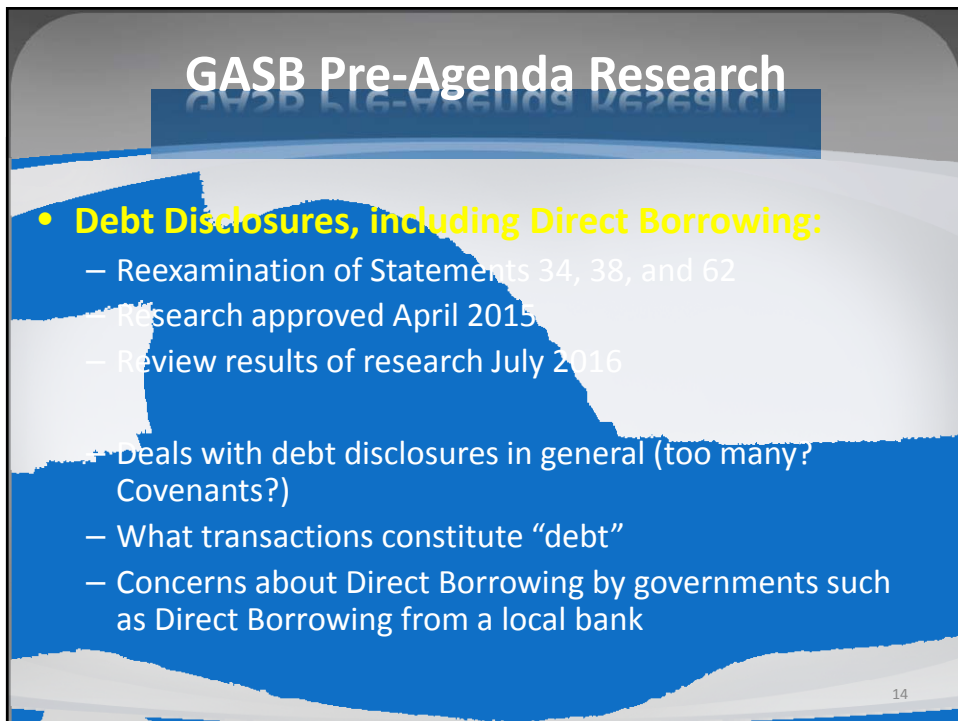 GASB Pre-Agenda Research
• Debt Disclosures, including Direct Borrowing:
– Reexamination of Statements 34, 38, and 62
– Research approved April 2015
– Review results of research July 2016
– Deals with debt disclosures in general (too many?
Covenants?)
– What transactions constitute “debt”
– Concerns about Direct Borrowing by governments such
as Direct Borrowing from a local bank
14